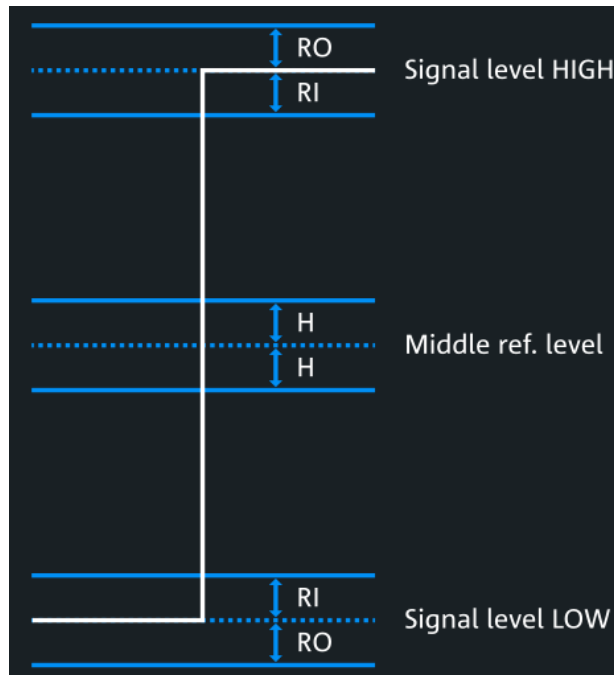 RO
Signal level HIGH
RI
H
Middle ref. level
H
RI
Signal level LOW
RO